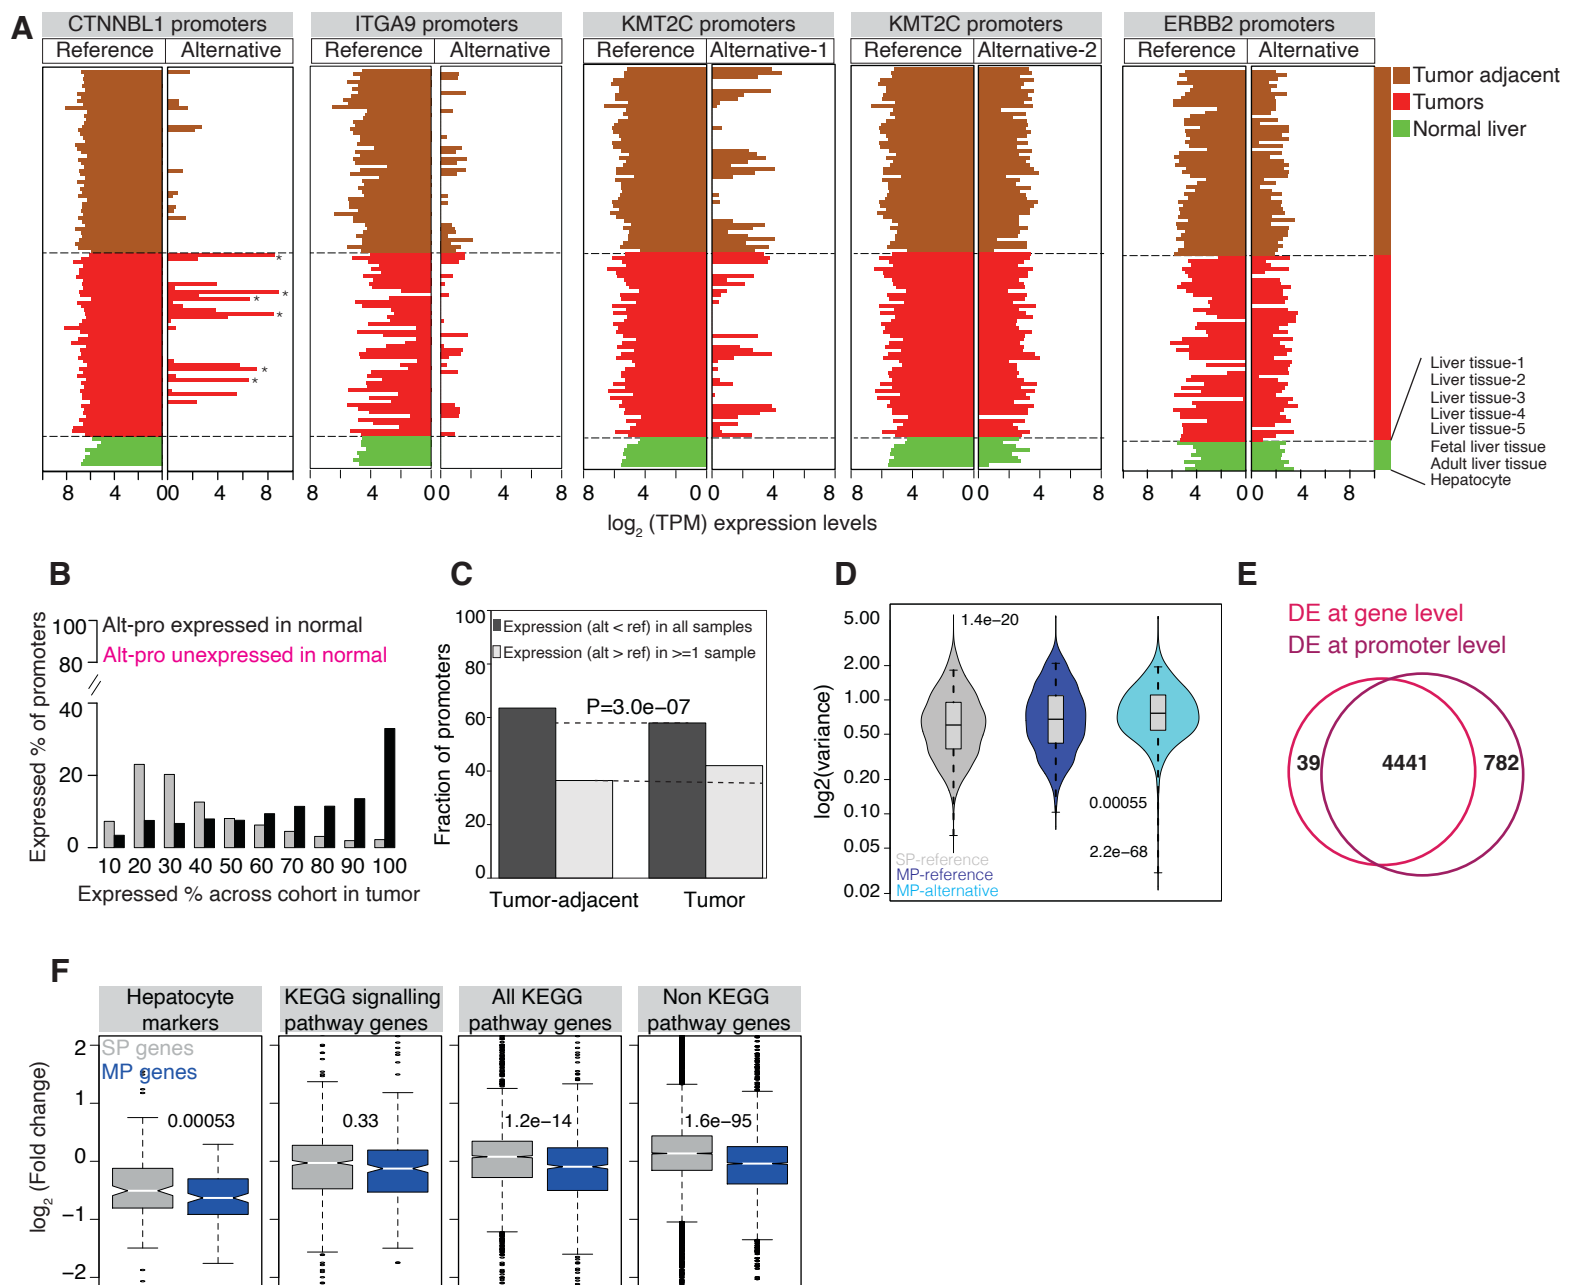 A
CTNNBL1 promoters
ITGA9 promoters
KMT2C promoters
KMT2C promoters
ERBB2 promoters
Reference Alternative
Reference Alternative
Reference Alternative-1
Reference Alternative-2
Reference Alternative
Tumor adjacent
Tumors
Normal liver
* * * * * *
Liver tissue-1
Liver tissue-2
Liver tissue-3
Liver tissue-4
Liver tissue-5
Fetal liver tissue
Adult liver tissue
Hepatocyte
8 4 0 0 4 8
8 4 0 0 4 8
8 4 0 0 4 8
8 4 0 0 4 8
8 4 0 0 4 8
log2 (TPM) expression levels
B
Expressed % of promoters
100
80
40
20
0
Alt-pro expressed in normal
Alt-pro unexpressed in normal
10 20 30 40 50 60 70 80 90 100
Expressed % across cohort in tumor
C
Fraction of promoters
100
80
60
40
20
0
Expression (alt < ref) in all samples
Expression (alt > ref) in >=1 sample
P=3.0e−07
Tumor-adjacent Tumor
D
log2(variance)
5.00
2.00
1.00
0.50
0.20
0.10
0.05
0.02
1.4e−20
0.00055
2.2e−68
SP-reference
MP-reference
MP-alternative
E
DE at gene level
DE at promoter level
39 4441 782
F
Hepatocyte
markers
KEGG signalling
pathway genes
All KEGG
pathway genes
Non KEGG
pathway genes
log2 (Fold change)
2
1
0
−1
−2
SP genes
MP genes
0.00053
0.33
1.2e−14
1.6e−95